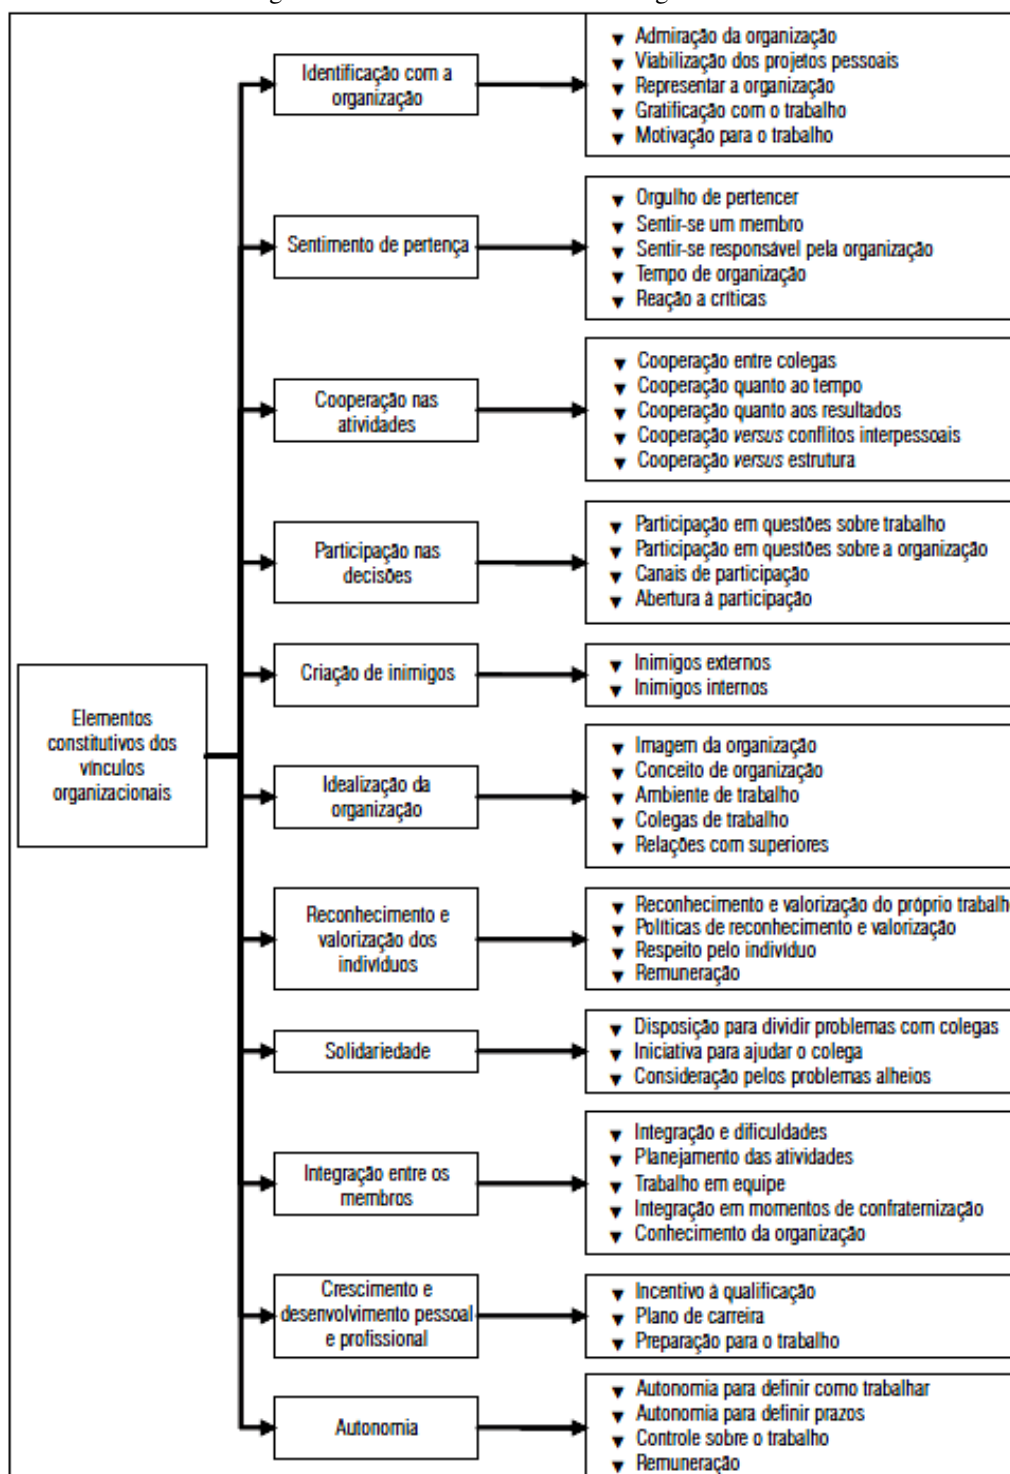 Identificação com a
organização
▼ Admiração da organização
▼ Viabilização dos projetos pessoais
▼ Representar a organização
▼ Gratificação com o trabalho
▼ Motivação para o trabalho
Sentimento de pertença
▼ Orgulho de pertencer
▼ Sentir-se um membro
▼ Sentir-se responsável pela organização
▼ Tempo de organização
▼ Reação a críticas
Cooperação nas
atividades
▼ Cooperação entre colegas
▼ Cooperação quanto ao tempo
▼ Cooperação quanto aos resultados
▼ Cooperação versus conflitos interpessoais
▼ Cooperação versus estrutura
Participação nas
decisões
▼ Participação em questões sobre trabalho
▼ Participação em questões sobre a organização
▼ Canais de participação
▼ Abertura à participação
Elementos
constitutivos dos
vínculos
organizacionais
Criação de inimigos
▼ Inimigos externos
▼ Inimigos internos
Idealização da
organização
▼ Imagem da organização
▼ Conceito de organização
▼ Ambiente de trabalho
▼ Colegas de trabalho
▼ Relações com superiores
Reconhecimento e
valorização dos
indivíduos
▼ Reconhecimento e valorização do próprio trabalh
▼ Políticas de reconhecimento e valorização
▼ Respeito pelo indivíduo
▼ Remuneração
Solidariedade
▼ Disposição para dividir problemas com colegas
▼ Iniciativa para ajudar o colega
▼ Consideração pelos problemas alheios
Integração entre os
membros
▼ Integração e dificuldades
▼ Planejamento das atividades
▼ Trabalho em equipe
▼ Integração em momentos de confraternização
▼ Conhecimento da organização
Crescimento e
desenvolvimento pessoal
e profissional
▼ Incentivo à qualificação
▼ Plano de carreira
▼ Preparação para o trabalho
Autonomia
▼ Autonomia para definir como trabalhar
▼ Autonomia para definir prazos
▼ Controle sobre o trabalho
▼ Remuneração